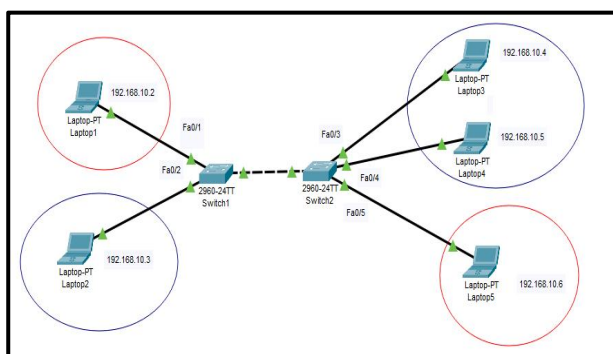 192.168.10.2
Laptop-PT
Laptop1
Fa0/1
Fa0/2
2960-24TT
Switch1
Laptop-PT
Laptop2
192.168.10.3
192.168.10.4
Laptop-PT
Laptop3
Fa0/3
192.168.10.5
Laptop-PT
Laptop4
Fa0/4
2960-24TT
Switch2
Fa0/5
Laptop-PT
Laptop5
192.168.10.6